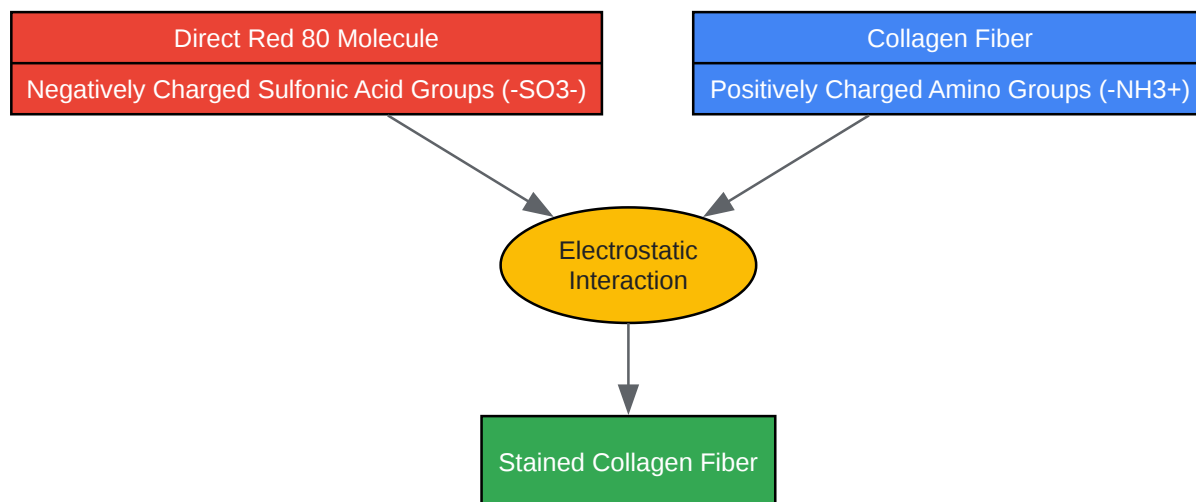 Direct Red 80 Molecule
Negatively Charged Sulfonic Acid Groups (-SO3-)
Collagen Fiber
Positively Charged Amino Groups (-NH3+)
Electrostatic
Interaction
Stained Collagen Fiber